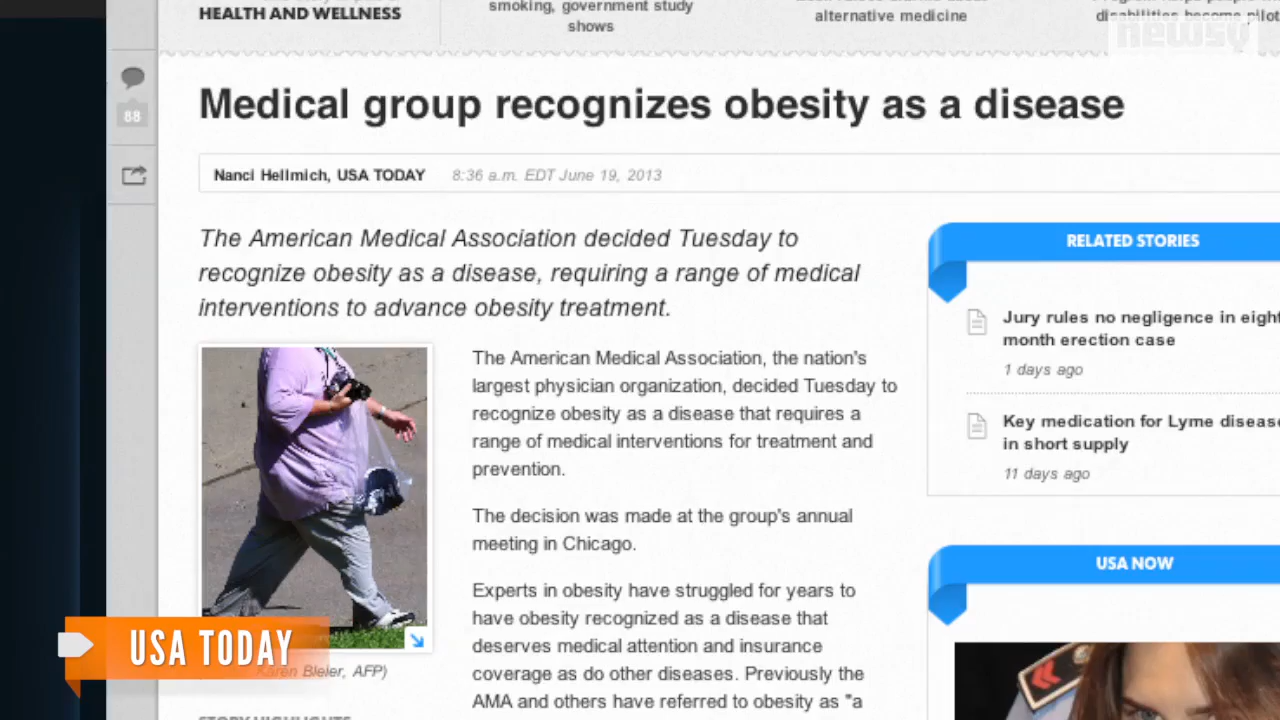 HEALTH AND WELLNESS
smoking, government study
shows
alternative medicine
newsy
Medical group recognizes obesity as a disease
88
Nanci Hellmich, USA TODAY 8:36 a.m. EDT June 19, 2013
The American Medical Association decided Tuesday to
recognize obesity as a disease, requiring a range of medical
interventions to advance obesity treatment.
The American Medical Association, the nation's
largest physician organization, decided Tuesday to
recognize obesity as a disease that requires a
range of medical interventions for treatment and
prevention.
The decision was made at the group's annual
meeting in Chicago.
Experts in obesity have struggled for years to
have obesity recognized as a disease that
deserves medical attention and insurance
coverage as do other diseases. Previously the
AMA and others have referred to obesity as "a
RELATED STORIES
Jury rules no negligence in eight
month erection case
1 days ago
Key medication for Lyme disease
in short supply
11 days ago
USA NOW
USA TODAY
Karen Bleier, AFP)
STORY HIGHLIGHTS